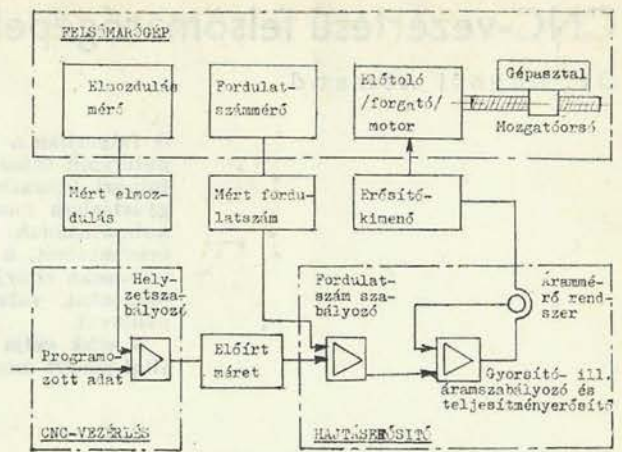 FELSŐMARÓGÉP
Elmozdulás
mérő
Fordulat-
számmérő
Előtoló
/forgató/
motor
Gépasztal
Mozgatóorsó
Mért elmoz-
dulás
Mért fordu-
latszám
Erősítő-
kimenő
Hely-
zetszabá-
lyozó
Programo-
zott adat
Előírt
méret
CNC-VEZÉRLÉS
Fordulat-
szám sza-
bályozó
Árammé-
rő rend-
szer
Gyorsító- ill.
áramszabályozó és
teljesítményerősítő
HAJTÁSERŐSÍTŐ